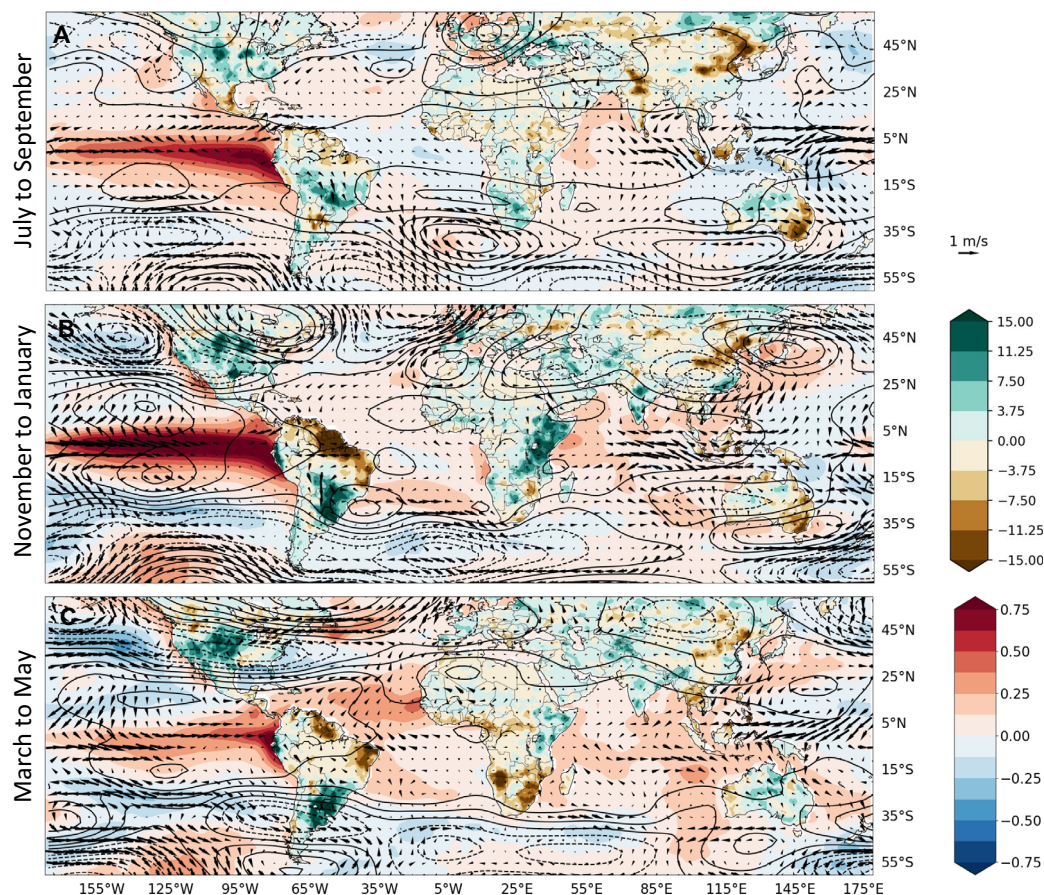 A
45°N
25°N
5°N
15°S
35°S
55°S
July to September
1 m/s
B
45°N
25°N
5°N
15°S
35°S
55°S
November to January
15.00
11.25
7.50
3.75
0.00
−3.75
−7.50
−11.25
−15.00
C
45°N
25°N
5°N
15°S
35°S
55°S
March to May
0.75
0.50
0.25
0.00
−0.25
−0.50
−0.75
155°W 125°W 95°W 65°W 35°W 5°W 25°E 55°E 85°E 115°E 145°E 175°E